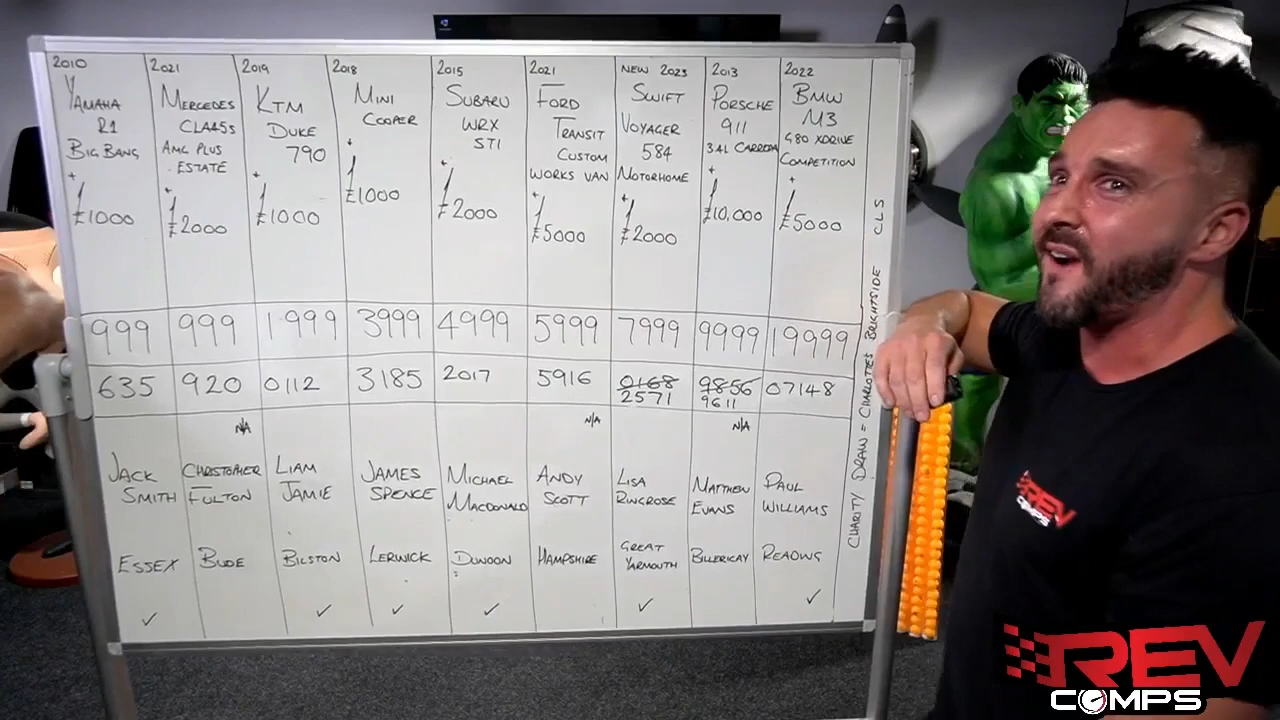 2010
YAMAHA
R1
BIG BANG
+
£1000
999
635
JACK
SMITH
ESSEX
✓
2021
MERCEDES
CLA45s
AMG PLUS
ESTATE
+
£2000
999
920
N/A
CHRISTOPHER
FULTON
BUDE
2019
KTM
DUKE
790
+
£1000
1999
0112
LIAM
JAMIE
BILSTON
✓
2018
MINI
COOPER
+
£1000
3999
3185
JAMES
SPENCE
LERWICK
✓
2015
SUBARU
WRX
STI
+
£2000
4999
2017
MICHAEL
MACDONALD
DUNOON
✓
2021
FORD
TRANSIT
CUSTOM
WORKS VAN
+
£5000
5999
5916
N/A
ANDY
SCOTT
HAMPSHIRE
NEW 2023
SWIFT
VOYAGER
584
MOTORHOME
+
£2000
7999
0168
2571
LISA
RINGROSE
GREAT
YARMOUTH
✓
2013
PORSCHE
911
3.4L CARRERA
+
£10,000
9999
9856
9611
N/A
MATTHEW
EVANS
BILLERICAY
2022
BMW
M3
G80 XDRIVE
COMPETITION
+
£5000
19999
07148
PAUL
WILLIAMS
READING
✓
CHARITY DRAW = CHARLOTES BRIGHTSIDE CLS
REV
COMPS
REV
COMPS